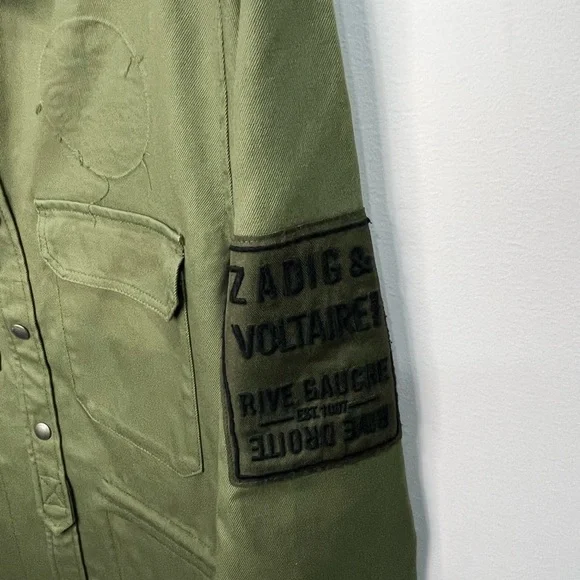 ZADIG &
VOLTAIRE
RIVE GAUCHE
EST. 1997
RIVE DROITE